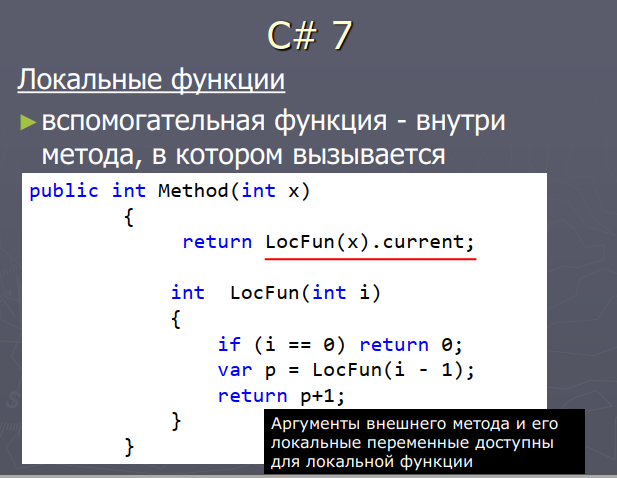 C# 7
Локальные функции
►вспомогательная функция - внутри
метода, в котором вызывается
public int Method(int x)
{
return LocFun(x).current;
int  LocFun(int i)
{
if (i == 0) return 0;
var p = LocFun(i - 1);
return p+1;
}
}
Аргументы внешнего метода и его
локальные переменные доступны
для локальной функции